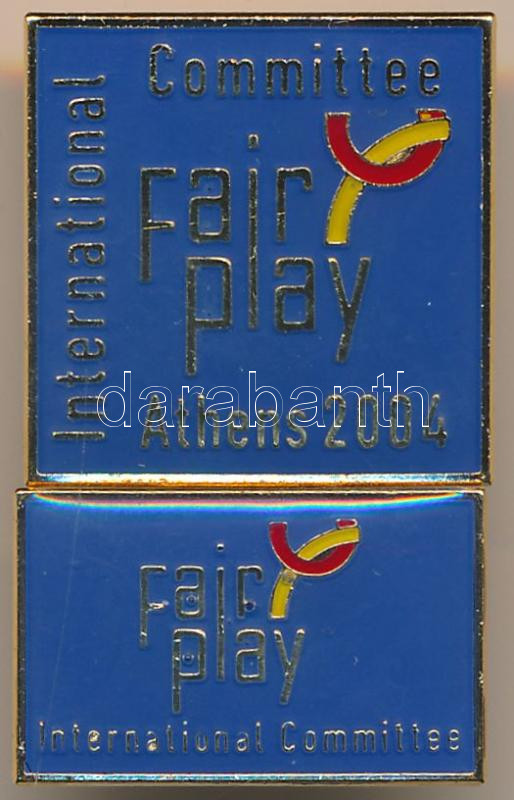 International
Committee
Fair
play
Athens 2004
darabanth
Fair
play
International Committee